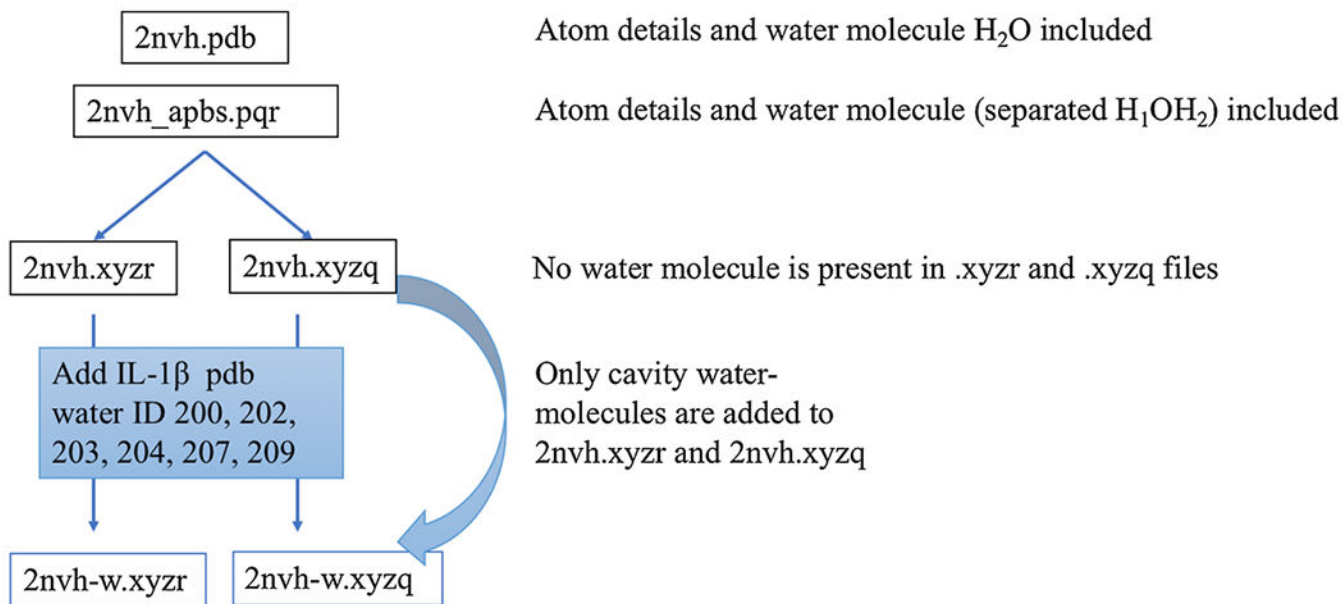 2nvh.pdb
Atom details and water molecule H₂O included
2nvh_apbs.pqr
Atom details and water molecule (separated H₁OH₂) included
2nvh.xyzr
2nvh.xyzq
No water molecule is present in .xyzr and .xyzq files
Add IL-1β pdb
water ID 200, 202,
203, 204, 207, 209
Only cavity water-
molecules are added to
2nvh.xyzr and 2nvh.xyzq
2nvh-w.xyzr
2nvh-w.xyzq